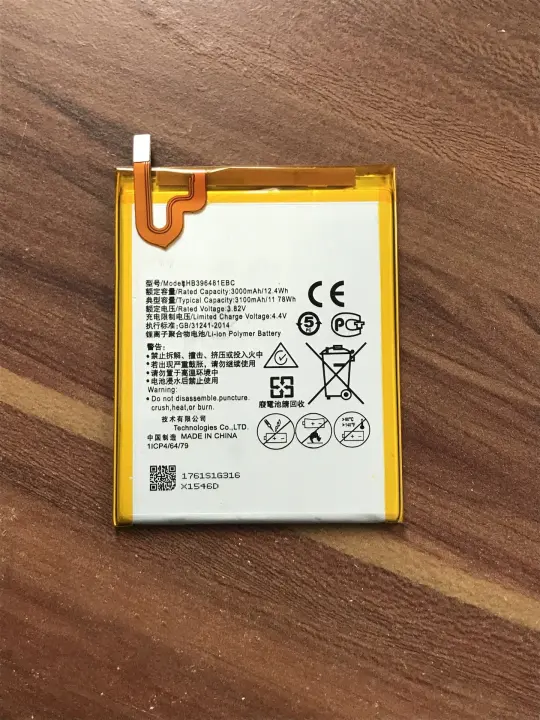 型号/Model:HB396481EBC
额定容量/Rated Capacity:3000mAh/12.4Wh
典型容量/Typical Capacity:3100mAh/11 78Wh
额定电压/Rated Voltage:3.82V
充电限制电压/Limited Charge Voltage:4.4V
执行标准:GB/31241-2014
锂离子聚合物电池/Li-ion Polymer Battery
警告:
•禁止拆解、撞击、挤压或投入火中
•若出现严重鼓胀,请勿继续使用
•请勿置于高温环境中
•电池浸水后禁止使用
Warning:
• Do not disassemble.puncture.
crush,heat,or burn.
技术有限公司
Technologies Co.,LTD.
中国制造 MADE IN CHINA
1ICP4/64/79
CE
5
廢電池請回收
1761S1G316
X1546D